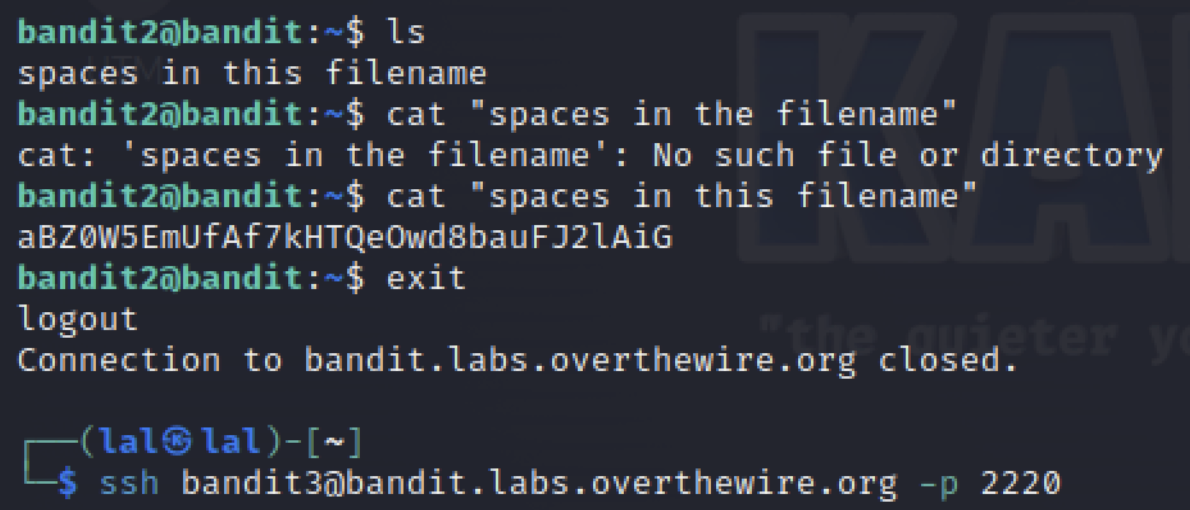 bandit2@bandit:~$ ls
spaces in this filename
bandit2@bandit:~$ cat "spaces in the filename"
cat: 'spaces in the filename': No such file or directory
bandit2@bandit:~$ cat "spaces in this filename"
aBZ0W5EmUfAf7kHTQeOwd8bauFJ2lAiG
bandit2@bandit:~$ exit
logout
Connection to bandit.labs.overthewire.org closed.
┌──(lal㉿lal)-[~]
└─$ ssh bandit3@bandit.labs.overthewire.org -p 2220
KA
"the quieter yo